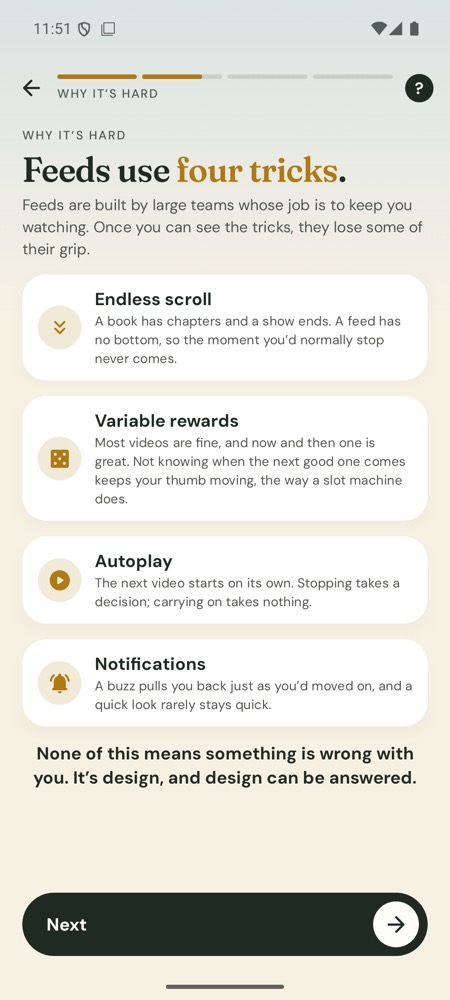 11:51
WHY IT'S HARD
?
WHY IT'S HARD
Feeds use four tricks.
Feeds are built by large teams whose job is to keep you
watching. Once you can see the tricks, they lose some of
their grip.
Endless scroll
A book has chapters and a show ends. A feed has
no bottom, so the moment you'd normally stop
never comes.
Variable rewards
Most videos are fine, and now and then one is
great. Not knowing when the next good one comes
keeps your thumb moving, the way a slot machine
does.
Autoplay
The next video starts on its own. Stopping takes a
decision; carrying on takes nothing.
Notifications
A buzz pulls you back just as you'd moved on, and a
quick look rarely stays quick.
None of this means something is wrong with
you. It's design, and design can be answered.
Next